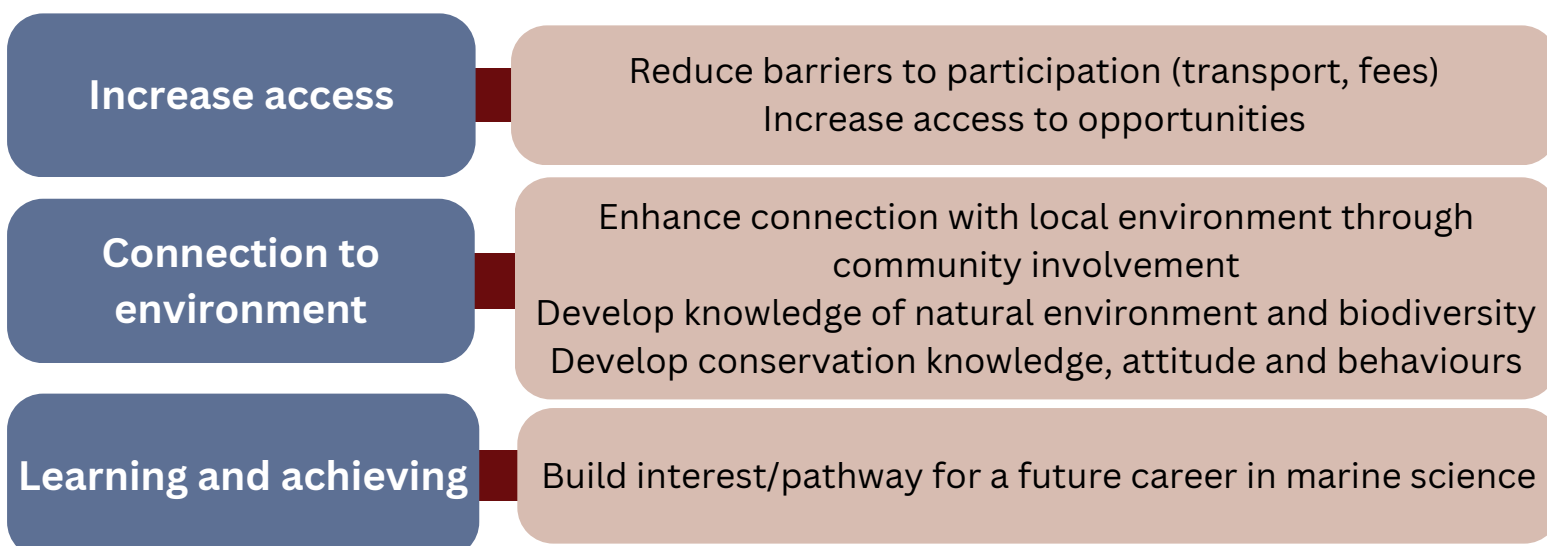 Increase access
Reduce barriers to participation (transport, fees)
Increase access to opportunities
Connection to
environment
Enhance connection with local environment through
community involvement
Develop knowledge of natural environment and biodiversity
Develop conservation knowledge, attitude and behaviours
Learning and achieving
Build interest/pathway for a future career in marine science